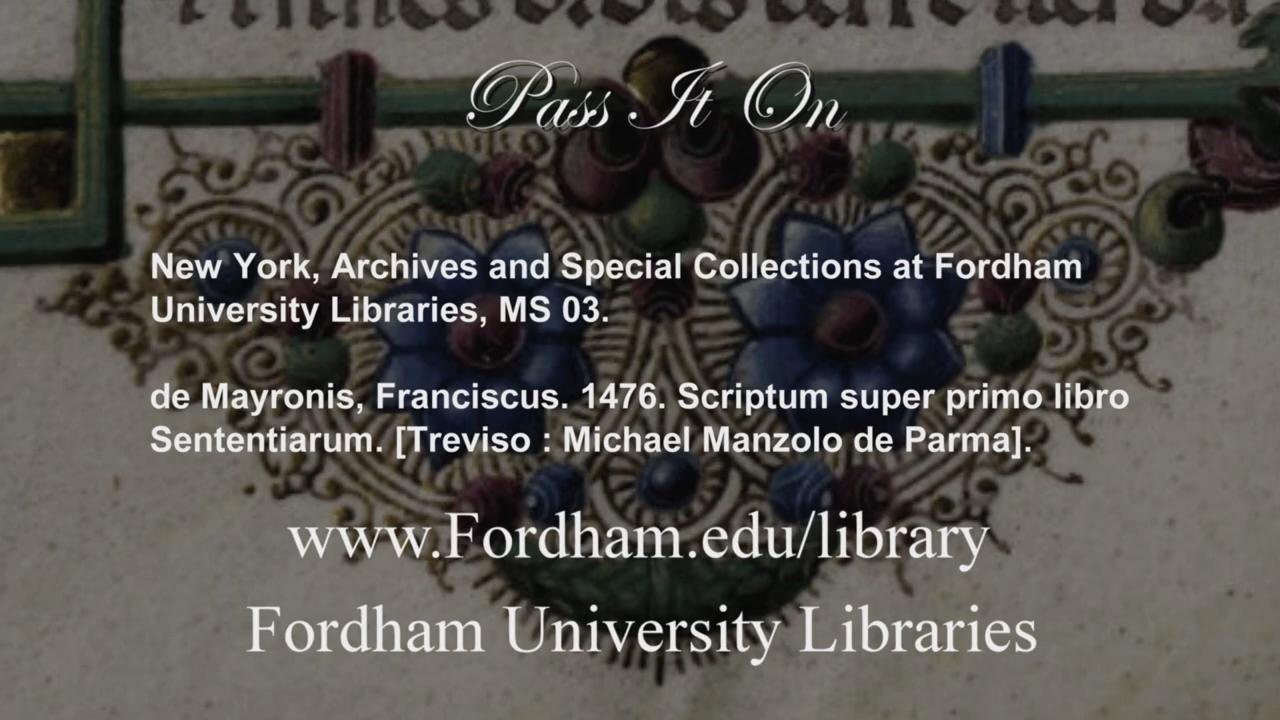 Pass It On
New York, Archives and Special Collections at Fordham
University Libraries, MS 03.
de Mayronis, Franciscus. 1476. Scriptum super primo libro
Sententiarum. [Treviso : Michael Manzolo de Parma].
www.Fordham.edu/library
Fordham University Libraries